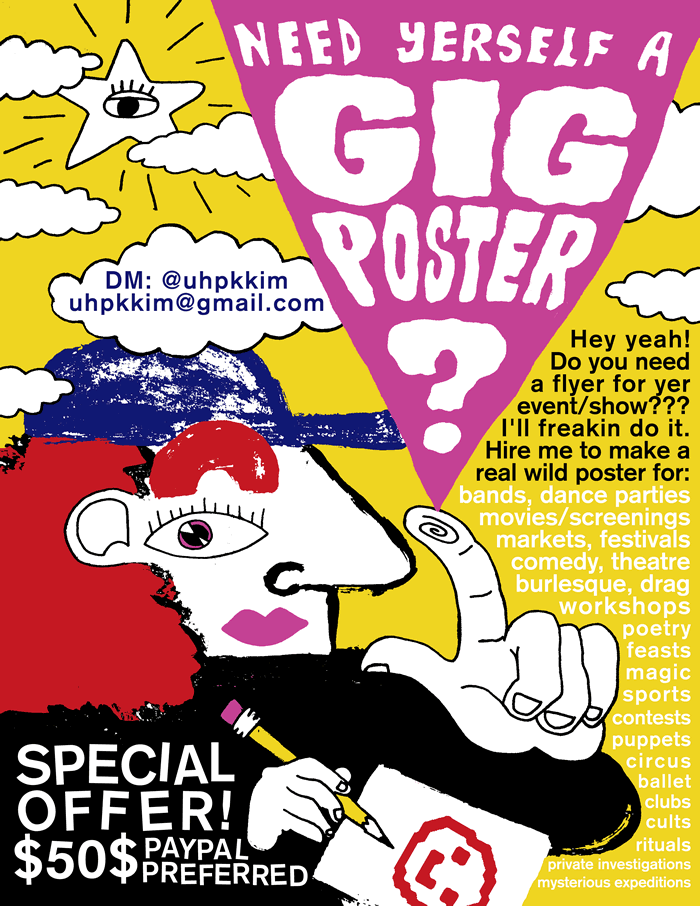 NEED YERSELF A
GIG
POSTER
?
DM: @uhpkkim
uhpkkim@gmail.com
Hey yeah!
Do you need
a flyer for yer
event/show???
I'll freakin do it.
Hire me to make a
real wild poster for:
bands, dance parties
movies/screenings
markets, festivals
comedy, theatre
burlesque, drag
workshops
poetry
feasts
magic
sports
contests
puppets
circus
ballet
clubs
cults
rituals
private investigations
mysterious expeditions
SPECIAL
OFFER!
$50$ PAYPAL
PREFERRED